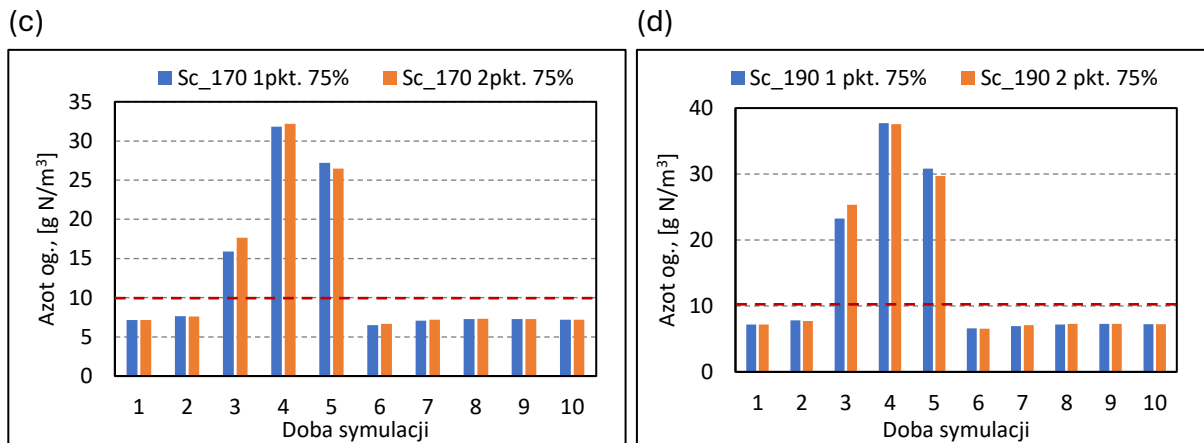 (c)
Sc_170 1pkt. 75% Sc_170 2pkt. 75%
Azot og., [g N/m³]
35
30
25
20
15
10
5
0
1 2 3 4 5 6 7 8 9 10
Doba symulacji
(d)
Sc_190 1 pkt. 75% Sc_190 2 pkt. 75%
Azot og., [g N/m³]
40
30
20
10
0
1 2 3 4 5 6 7 8 9 10
Doba symulacji